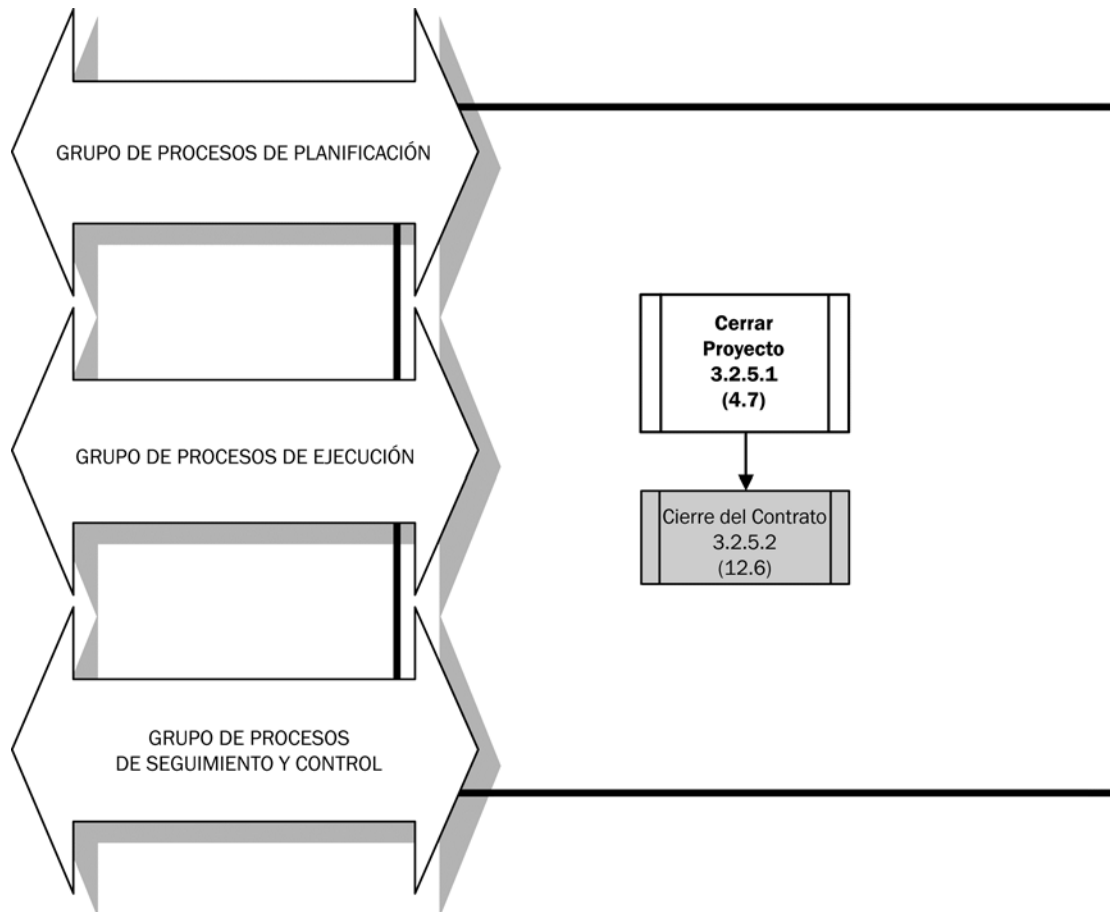 GRUPO DE PROCESOS DE PLANIFICACIÓN
Cerrar
Proyecto
3.2.5.1
(4.7)
GRUPO DE PROCESOS DE EJECUCIÓN
Cierre del Contrato
3.2.5.2
(12.6)
GRUPO DE PROCESOS
DE SEGUIMIENTO Y CONTROL